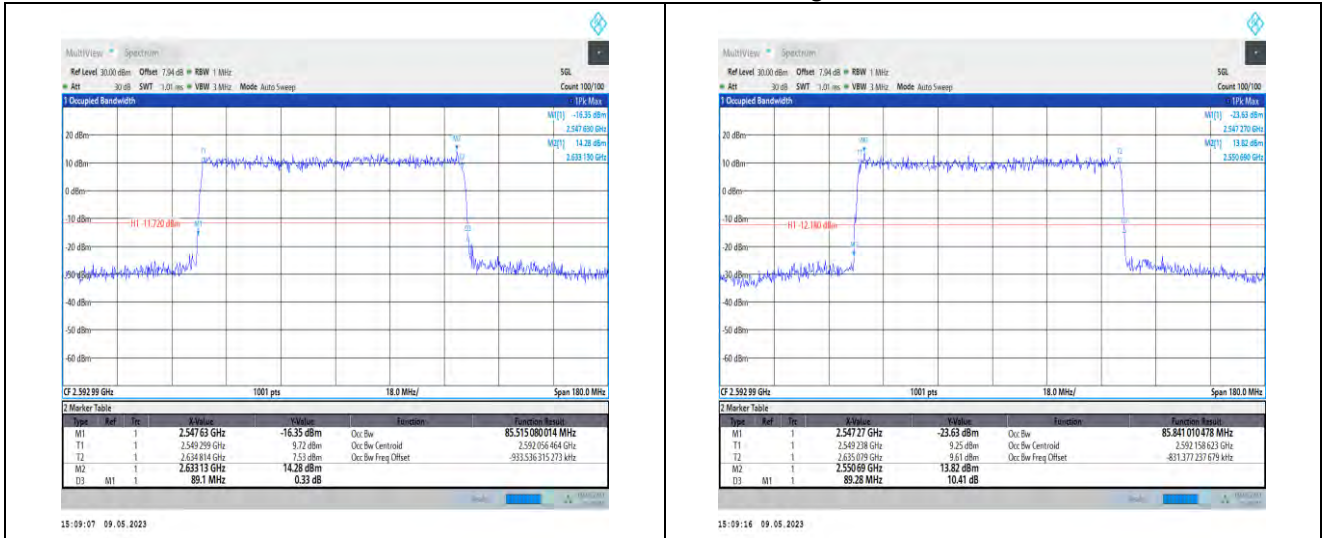 MultiView Spectrum
Ref Level 30.00 dBm Offset 7.94 dB RBW 1 MHz SGL
Att 30 dB SWT 1.01 ms VBW 3 MHz Mode Auto Sweep Count 100/100
1 Occupied Bandwidth 1Pk Max
M1[1] -16.35 dBm
2.547 630 GHz
M2[1] 14.28 dBm
2.633 130 GHz
20 dBm
10 dBm
0 dBm
-10 dBm
H1 -11.720 dBm
-20 dBm
-30 dBm
-40 dBm
-50 dBm
-60 dBm
T1
M2
T2
M1
D3
CF 2.592 99 GHz 1001 pts 18.0 MHz/ Span 180.0 MHz
2 Marker Table
Type Ref Trc X-Value Y-Value Function Function Result
M1 1 2.547 63 GHz -16.35 dBm Occ Bw 85.515 080 014 MHz
T1 1 2.549 299 GHz 9.72 dBm Occ Bw Centroid 2.592 056 464 GHz
T2 1 2.634 814 GHz 7.53 dBm Occ Bw Freq Offset -933.536 315 273 kHz
M2 1 2.633 13 GHz 14.28 dBm
D3 M1 1 89.1 MHz 0.33 dB
15:09:07 09.05.2023
MultiView Spectrum
Ref Level 30.00 dBm Offset 7.94 dB RBW 1 MHz SGL
Att 30 dB SWT 1.01 ms VBW 3 MHz Mode Auto Sweep Count 100/100
1 Occupied Bandwidth 1Pk Max
M1[1] -23.63 dBm
2.547 270 GHz
M2[1] 13.82 dBm
2.550 690 GHz
20 dBm
10 dBm
0 dBm
-10 dBm
H1 -12.180 dBm
-20 dBm
-30 dBm
-40 dBm
-50 dBm
-60 dBm
T1
M2
T2
M1
D3
CF 2.592 99 GHz 1001 pts 18.0 MHz/ Span 180.0 MHz
2 Marker Table
Type Ref Trc X-Value Y-Value Function Function Result
M1 1 2.547 27 GHz -23.63 dBm Occ Bw 85.841 010 478 MHz
T1 1 2.549 238 GHz 9.25 dBm Occ Bw Centroid 2.592 158 623 GHz
T2 1 2.635 079 GHz 9.61 dBm Occ Bw Freq Offset -831.377 237 679 kHz
M2 1 2.550 69 GHz 13.82 dBm
D3 M1 1 89.28 MHz 10.41 dB
15:09:16 09.05.2023